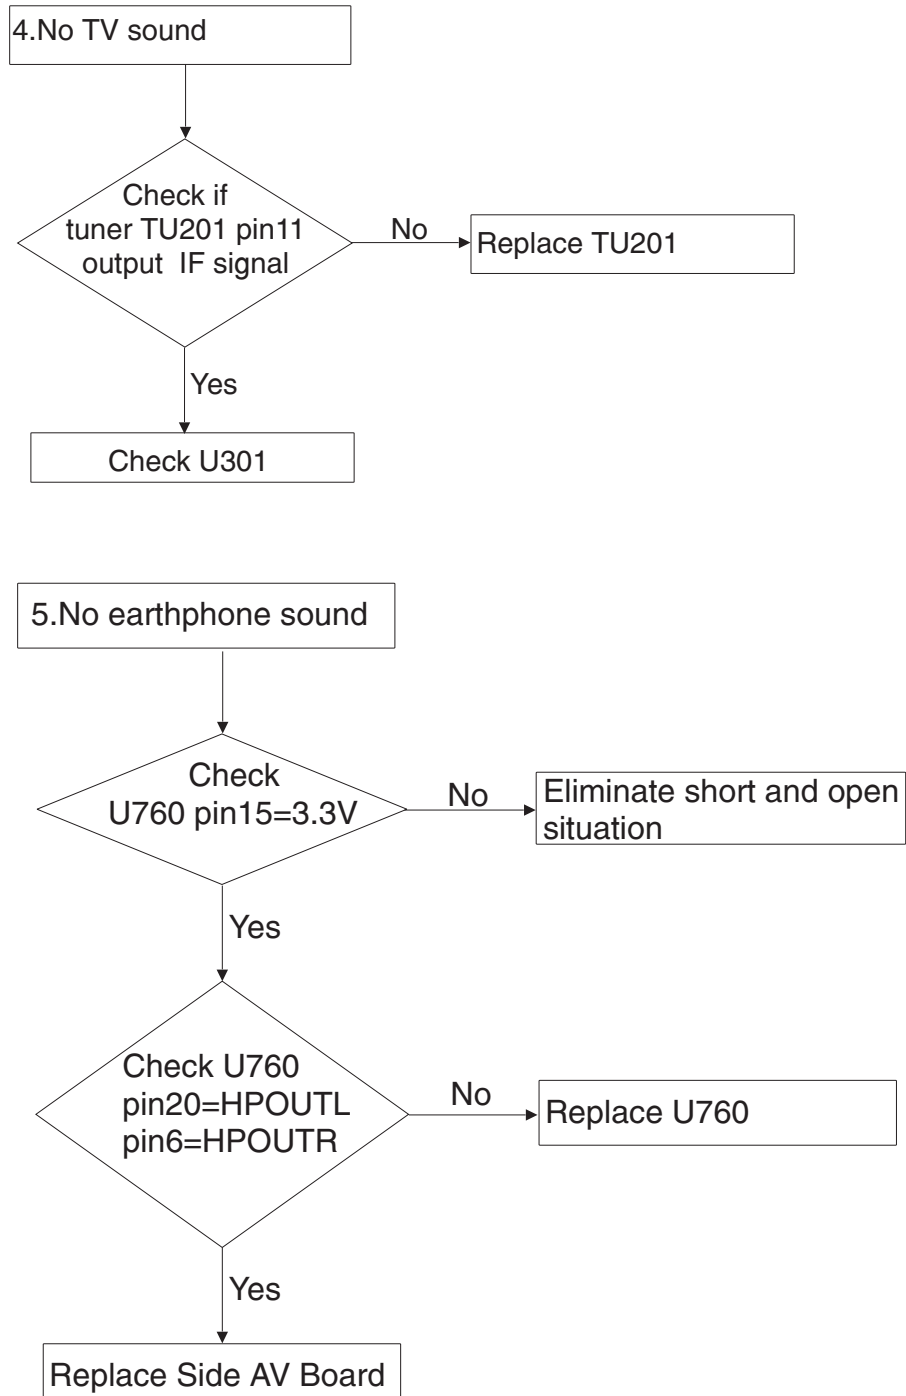 4.No TV sound
Check if
tuner TU201 pin11
output IF signal
No
Replace TU201
Yes
Check U301
5.No earthphone sound
Check
U760 pin15=3.3V
No
Eliminate short and open
situation
Yes
Check U760
pin20=HPOUTL
pin6=HPOUTR
No
Replace U760
Yes
Replace Side AV Board